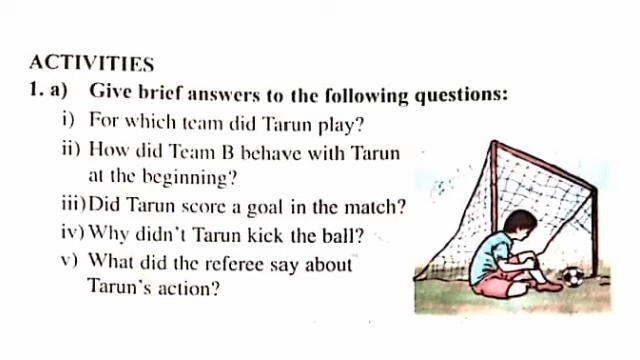 ACTIVITIES
1. a) Give brief answers to the following questions:
i) For which team did Tarun play?
ii) How did Team B behave with Tarun
at the beginning?
iii) Did Tarun score a goal in the match?
iv) Why didn't Tarun kick the ball?
v) What did the referee say about
Tarun's action?